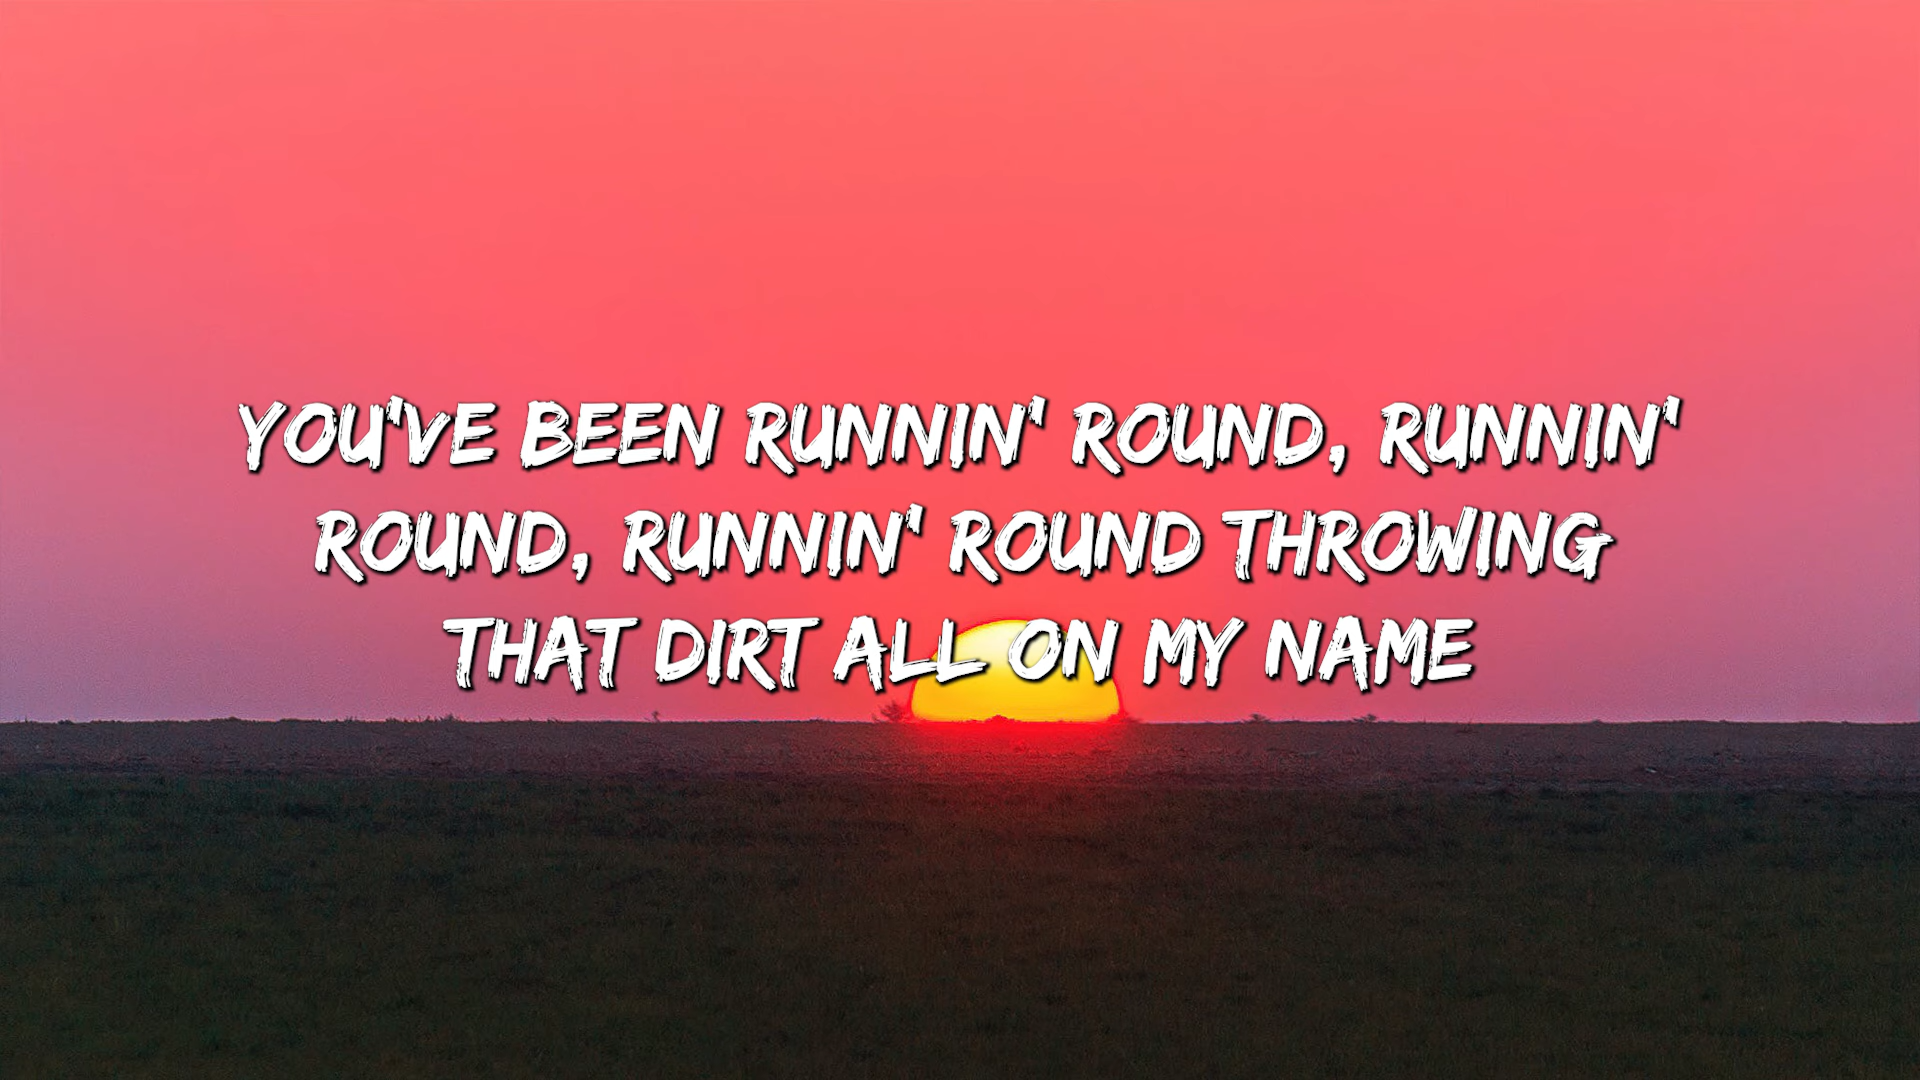 YOU'VE BEEN RUNNIN' ROUND, RUNNIN'
ROUND, RUNNIN' ROUND THROWING
THAT DIRT ALL ON MY NAME